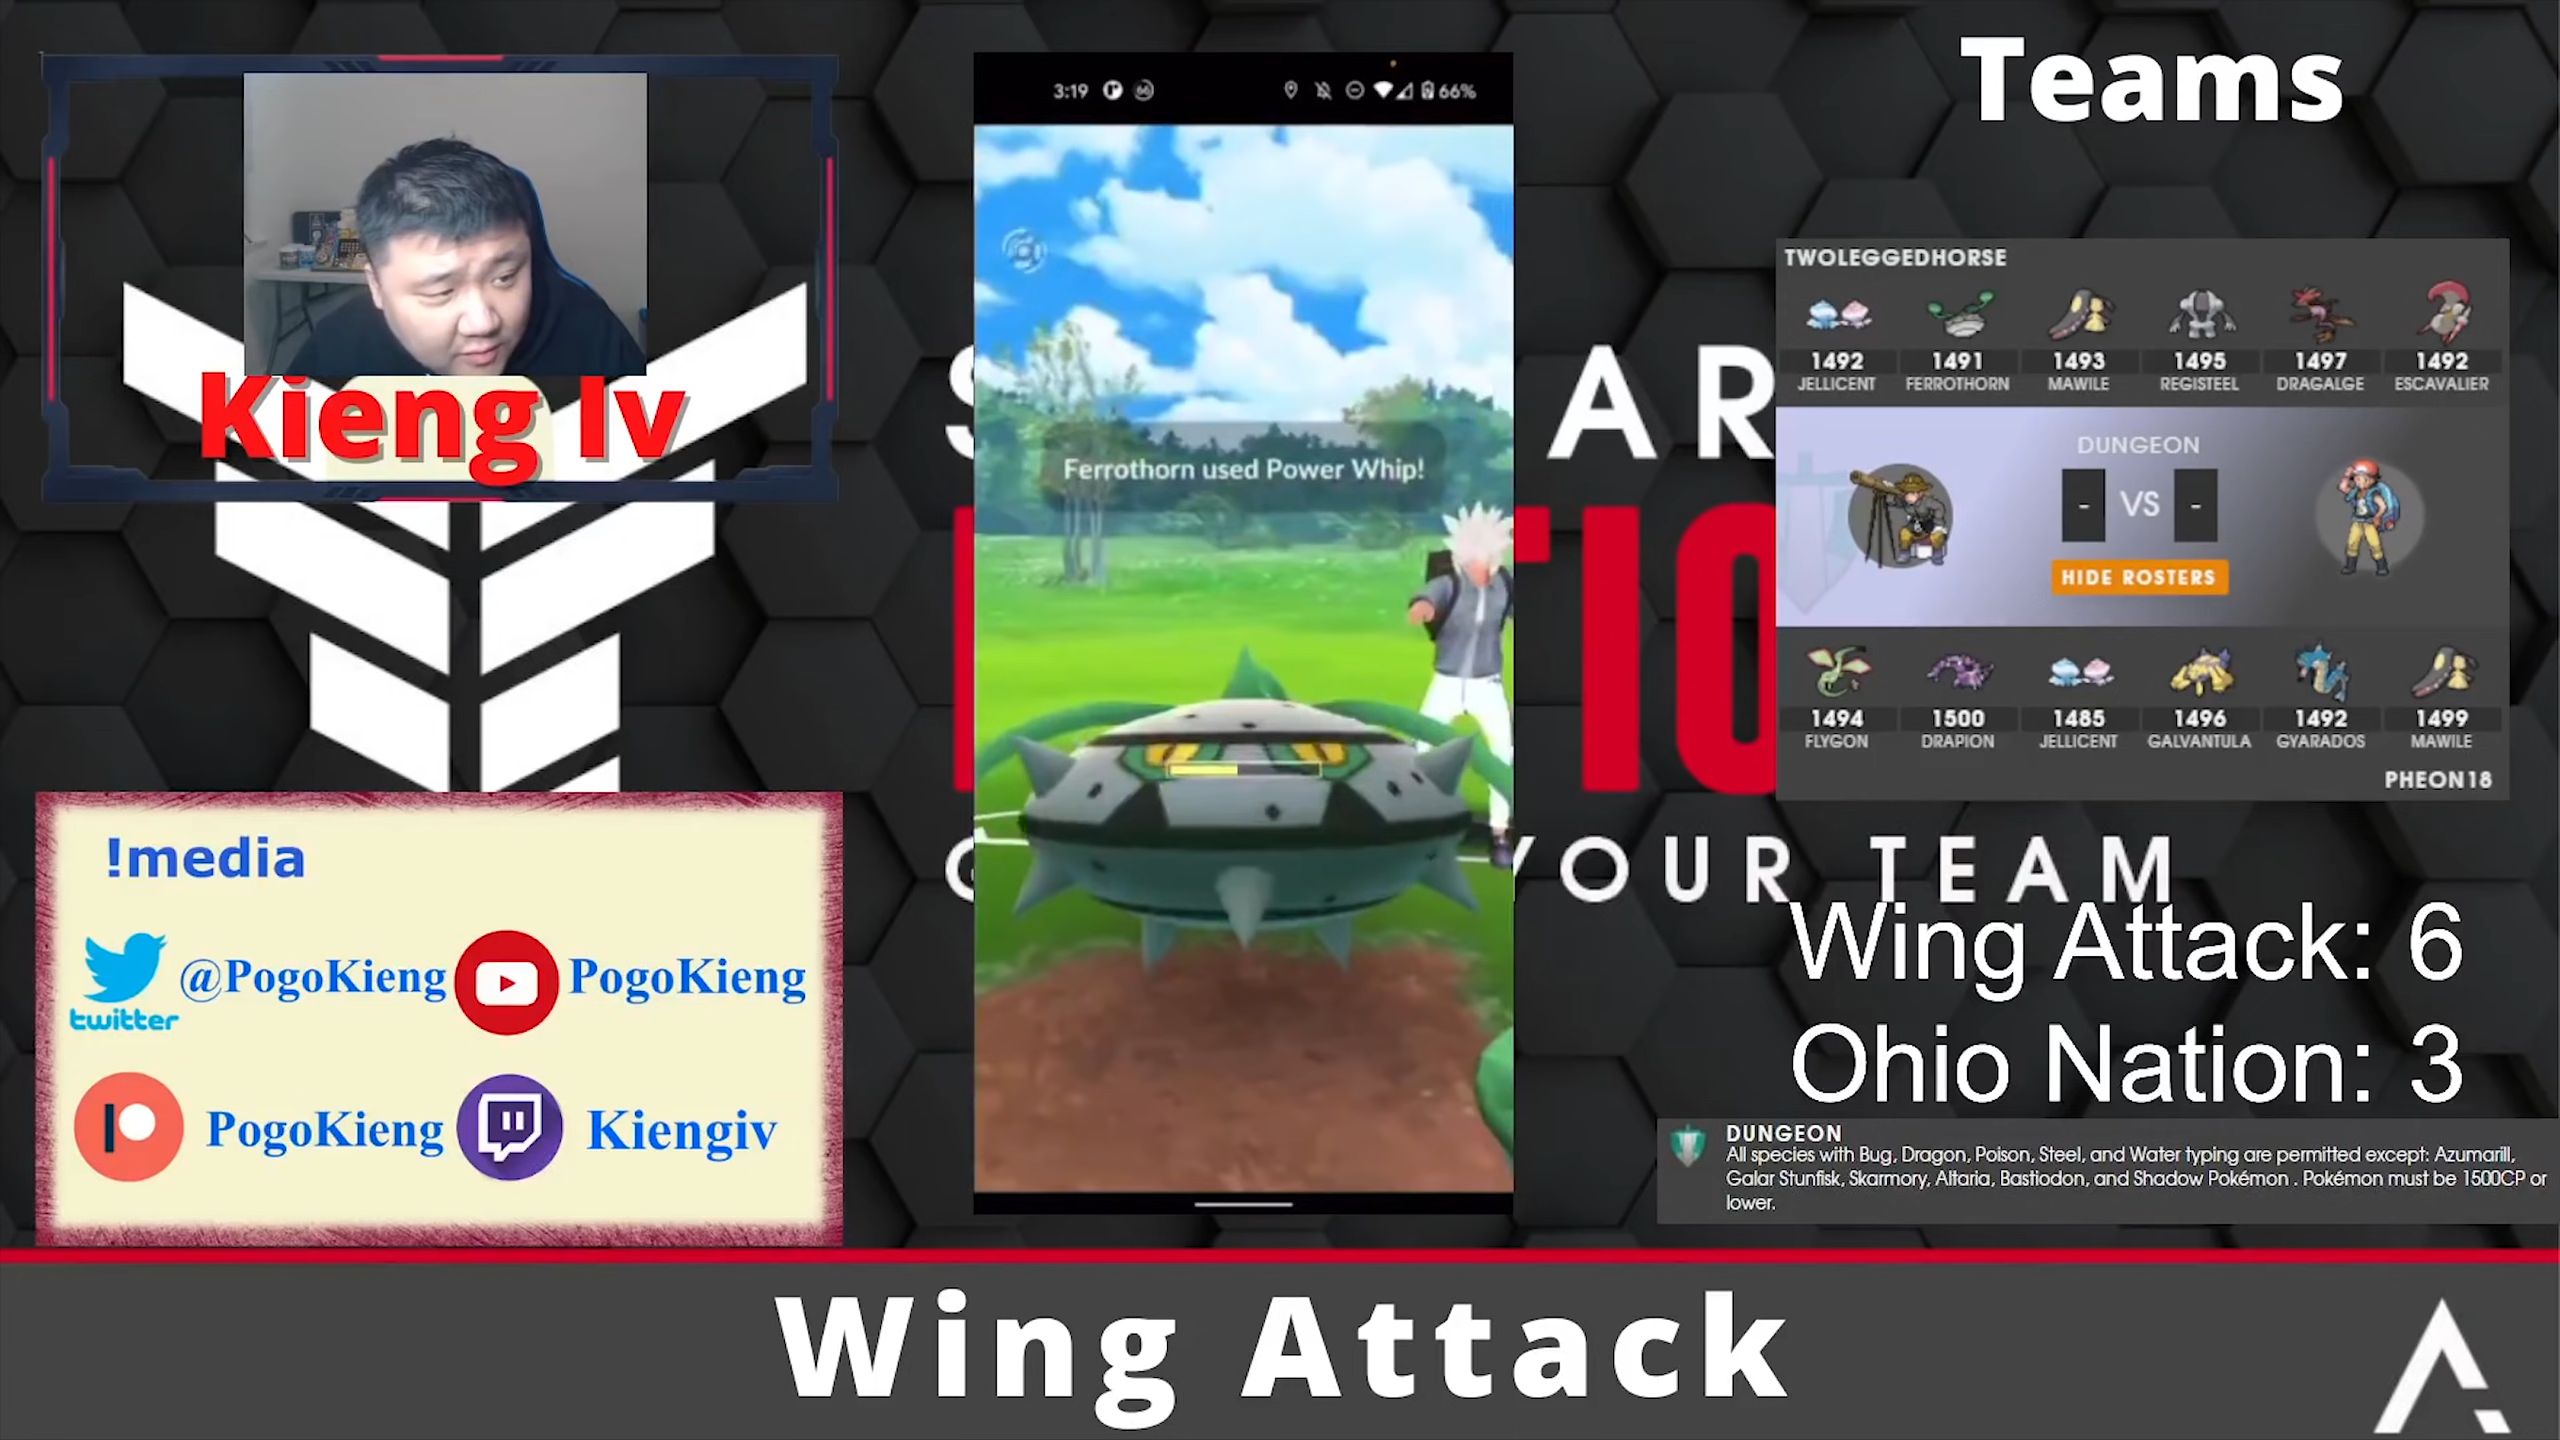 Teams
3:19
66
66%
Kieng Iv
Ferrothorn used Power Whip!
TWOLEGGEDHORSE
1492 1491 1493 1495 1497 1492
JELLICENT FERROTHORN MAWILE REGISTEEL DRAGALGE ESCAVALIER
DUNGEON
- VS -
HIDE ROSTERS
1494 1500 1485 1496 1492 1499
FLYGON DRAPION JELLICENT GALVANTULA GYARADOS MAWILE
PHEON18
YOUR TEAM
!media
twitter
@PogoKieng
PogoKieng
PogoKieng
Kiengiv
Wing Attack: 6
Ohio Nation: 3
DUNGEON
All species with Bug, Dragon, Poison, Steel, and Water typing are permitted except: Azumarill,
Galar Stunfisk, Skarmory, Altaria, Bastiodon, and Shadow Pokémon . Pokémon must be 1500CP or
lower.
Wing Attack